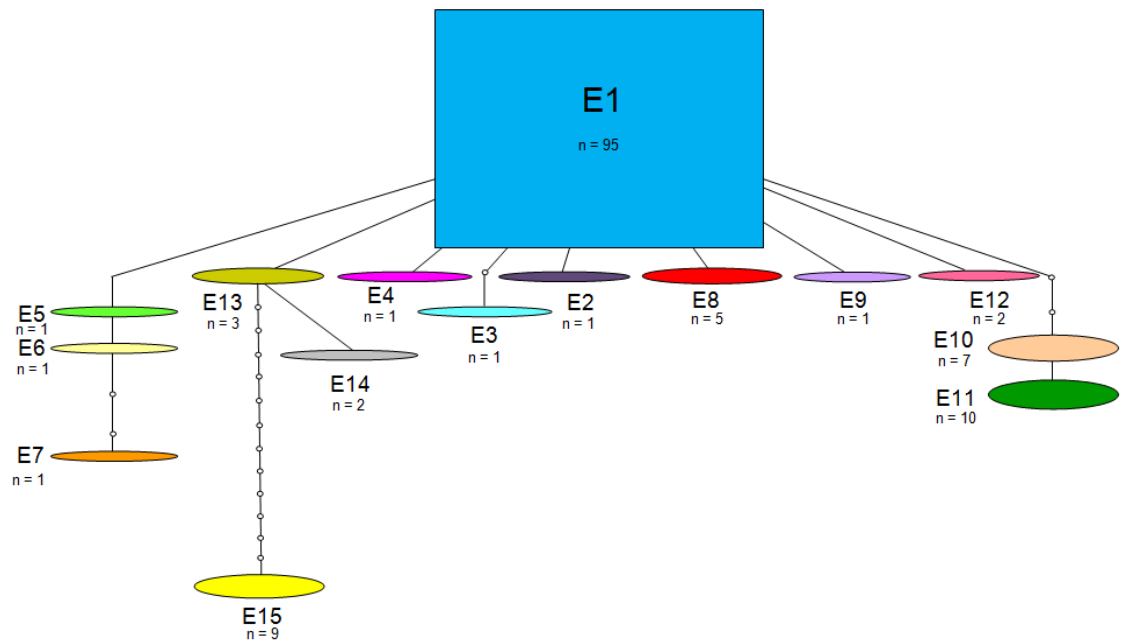 E1
n = 95
E5
n = 1
E6
n = 1
E7
n = 1
E13
n = 3
E14
n = 2
E15
n = 9
E4
n = 1
E3
n = 1
E2
n = 1
E8
n = 5
E9
n = 1
E12
n = 2
E10
n = 7
E11
n = 10